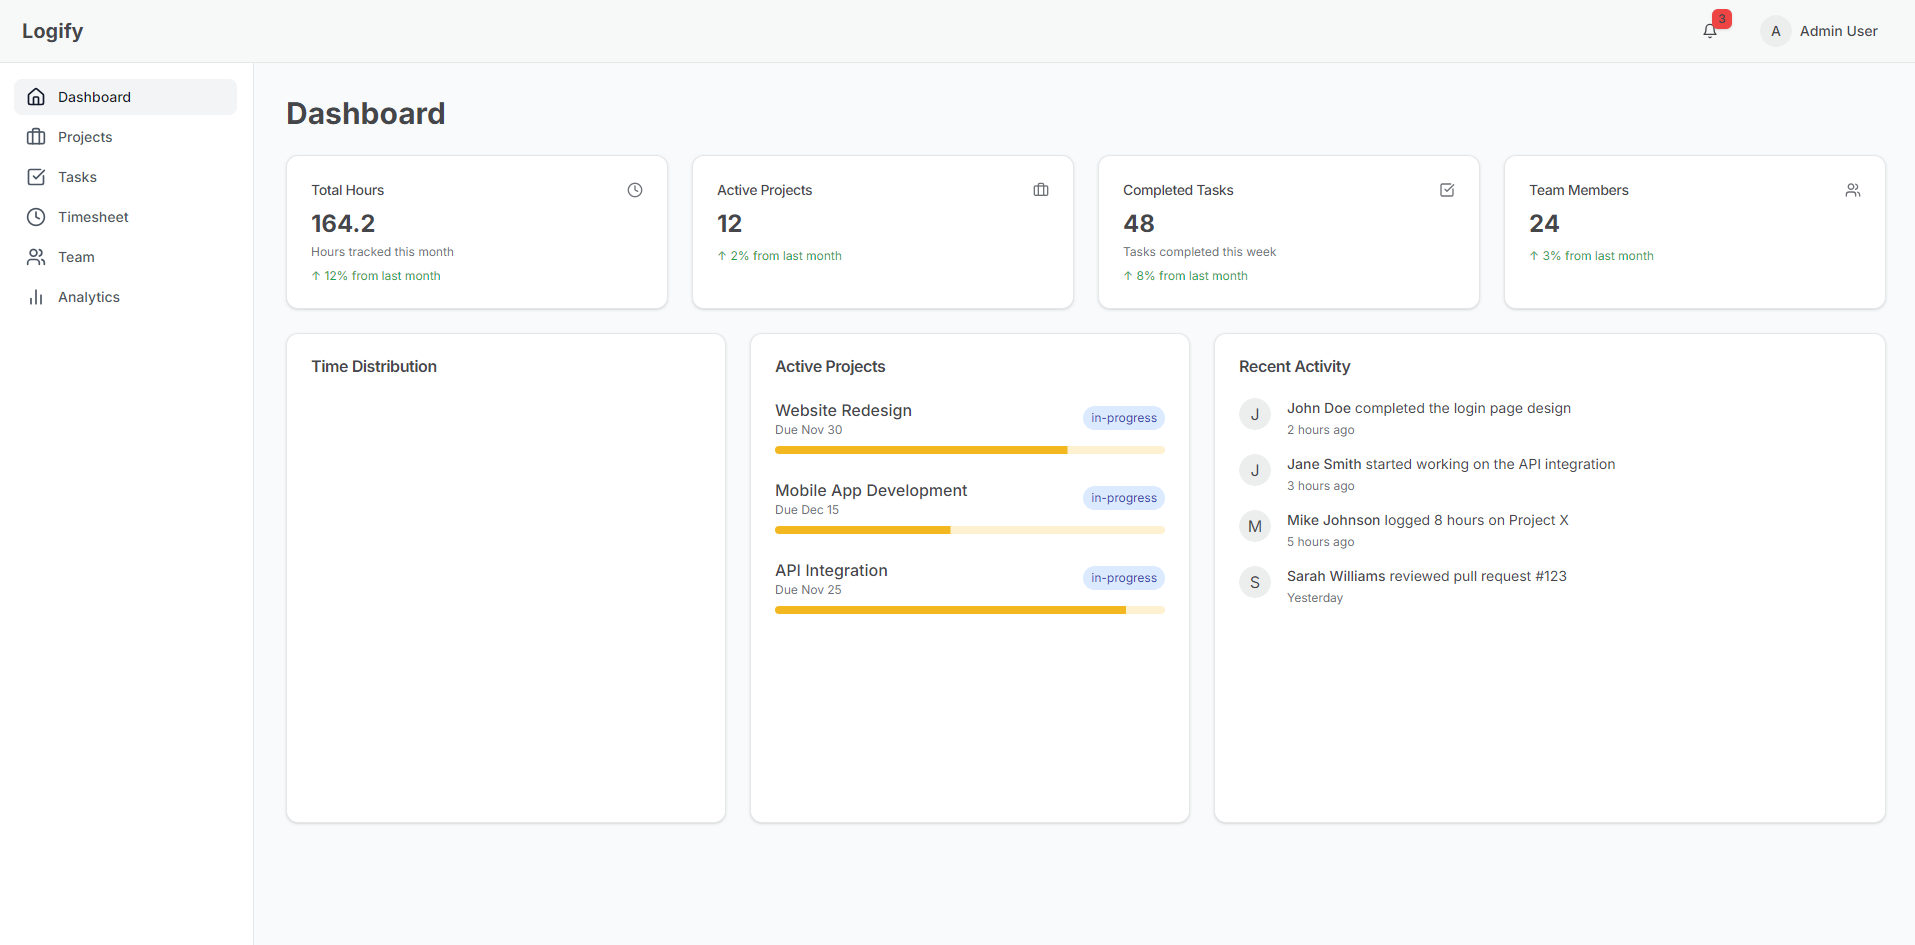 Logify
3
A
Admin User
Dashboard
Projects
Tasks
Timesheet
Team
Analytics
Dashboard
Total Hours
164.2
Hours tracked this month
↑ 12% from last month
Active Projects
12
↑ 2% from last month
Completed Tasks
48
Tasks completed this week
↑ 8% from last month
Team Members
24
↑ 3% from last month
Time Distribution
Active Projects
Website Redesign
Due Nov 30
in-progress
Mobile App Development
Due Dec 15
in-progress
API Integration
Due Nov 25
in-progress
Recent Activity
J
John Doe completed the login page design
2 hours ago
J
Jane Smith started working on the API integration
3 hours ago
M
Mike Johnson logged 8 hours on Project X
5 hours ago
S
Sarah Williams reviewed pull request #123
Yesterday